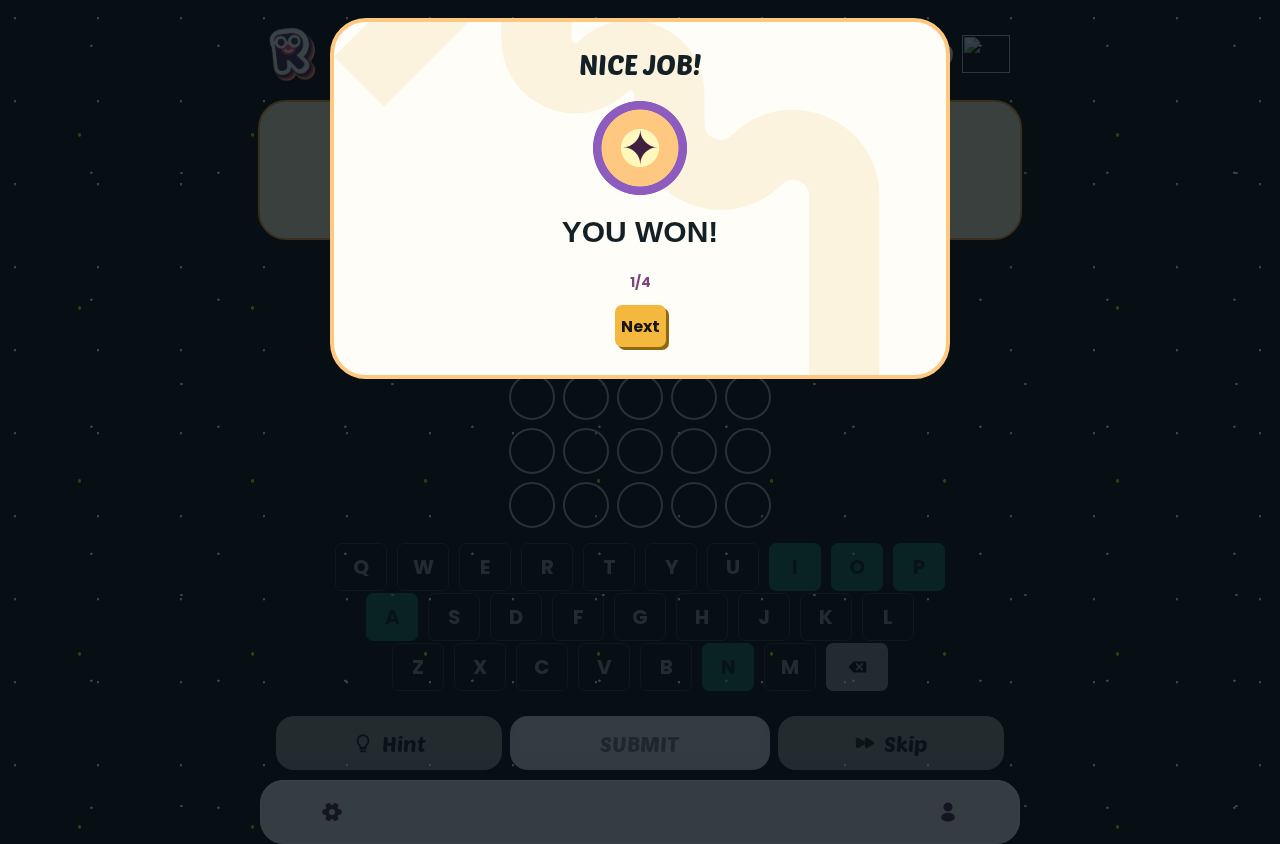 NICE JOB!
YOU WON!
1/4
Next
Q W E R T Y U I O P
A S D F G H J K L
Z X C V B N M
Hint SUBMIT Skip